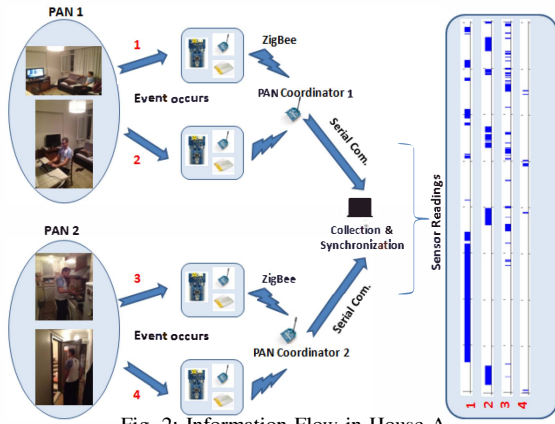 PAN 1
1
ZigBee
Event occurs
PAN Coordinator 1
2
Serial Com.
Collection &
Synchronization
Sensor Readings
PAN 2
3
ZigBee
Event occurs
PAN Coordinator 2
Serial Com.
4
1
2
3
4
Fig. 2: Information Flow in House A